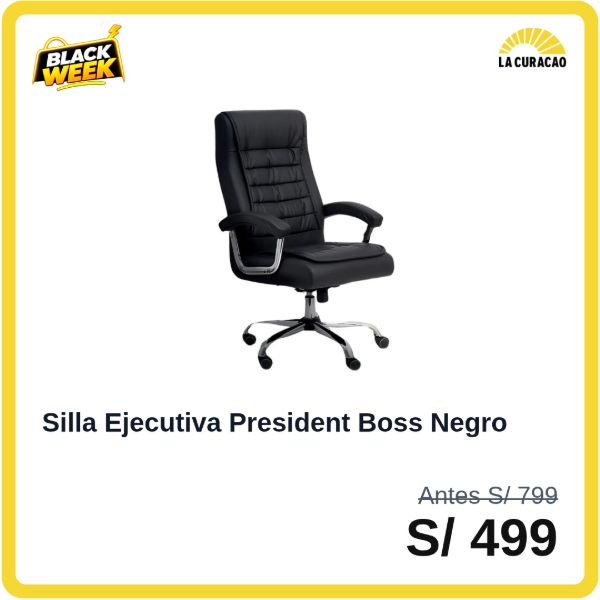 BLACK
WEEK
LA CURACAO
Silla Ejecutiva President Boss Negro
Antes S/ 799
S/ 499